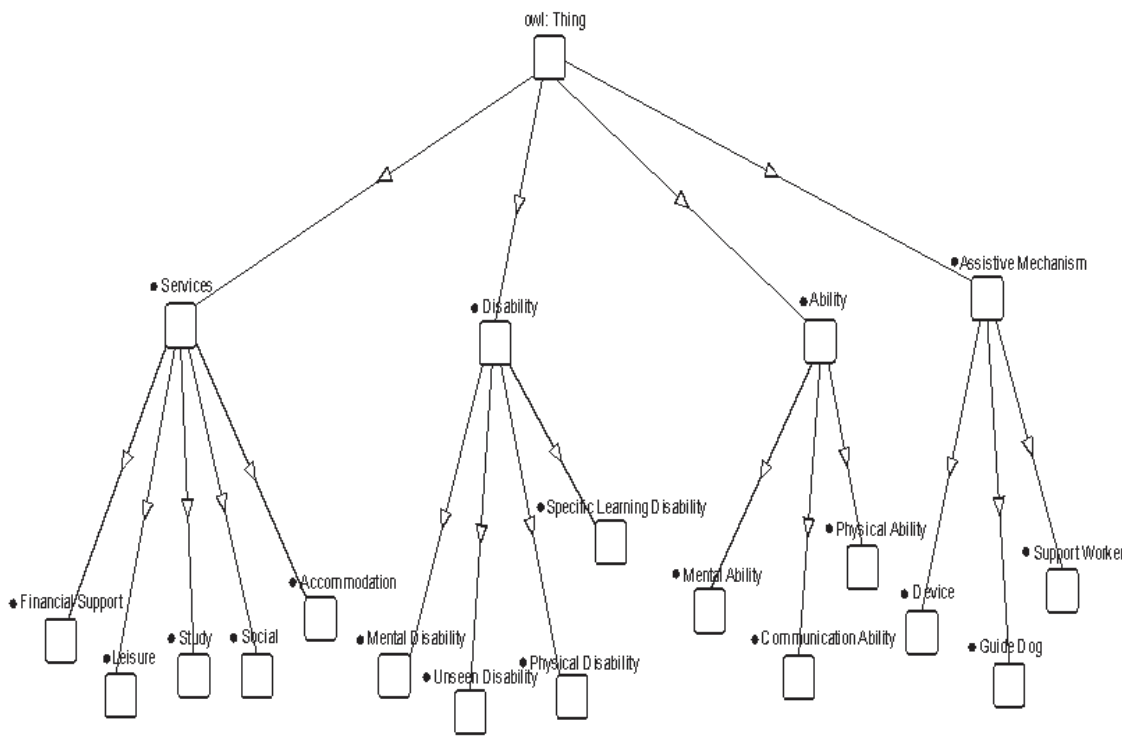 owl: Thing
Services
Disability
Ability
Assistive Mechanism
Financial Support
Leisure
Study
Social
Accommodation
Mental Disability
Unseen Disability
Physical Disability
Specific Learning Disability
Mental Ability
Communication Ability
Physical Ability
Device
Guide Dog
Support Worker